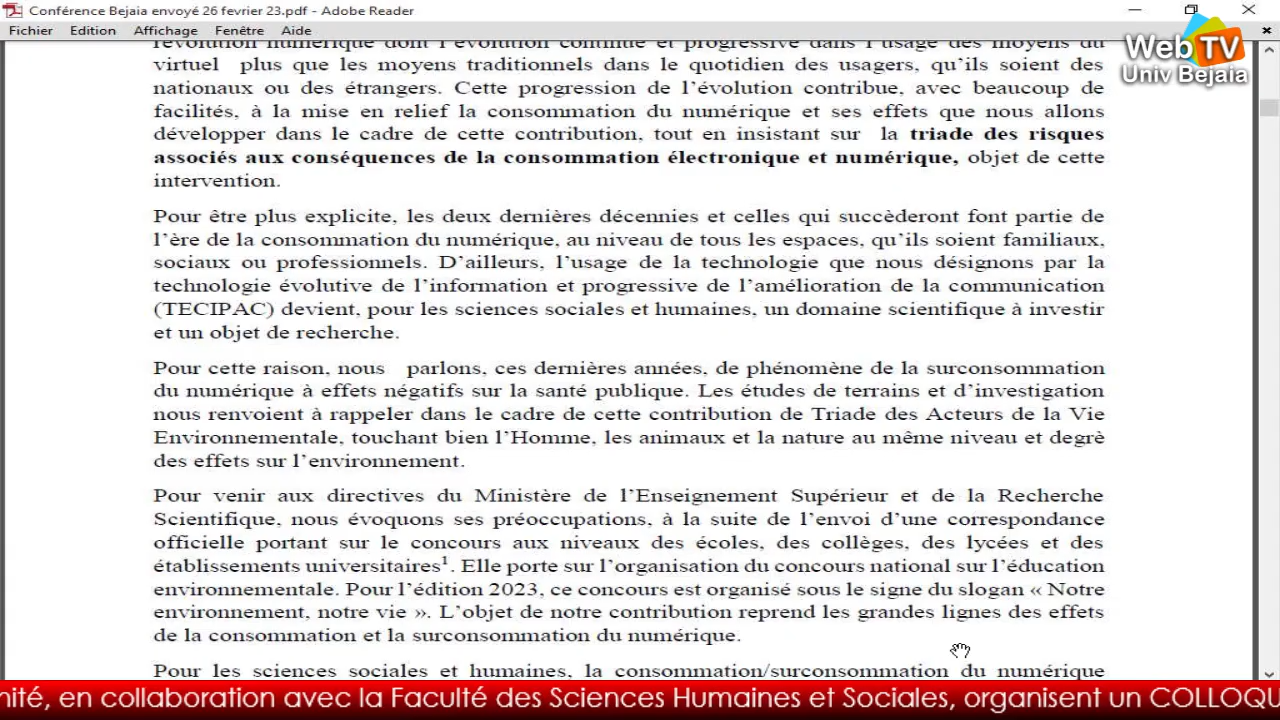 Conférence Bejaia envoyé 26 fevrier 23.pdf - Adobe Reader
Fichier Edition Affichage Fenêtre Aide
Web TV
Univ Bejaia
révolution numérique dont l'évolution continue et progressive dans l'usage des moyens du
virtuel plus que les moyens traditionnels dans le quotidien des usagers, qu'ils soient des
nationaux ou des étrangers. Cette progression de l'évolution contribue, avec beaucoup de
facilités, à la mise en relief la consommation du numérique et ses effets que nous allons
développer dans le cadre de cette contribution, tout en insistant sur la triade des risques
associés aux conséquences de la consommation électronique et numérique, objet de cette
intervention.
Pour être plus explicite, les deux dernières décennies et celles qui succèderont font partie de
l'ère de la consommation du numérique, au niveau de tous les espaces, qu'ils soient familiaux,
sociaux ou professionnels. D'ailleurs, l'usage de la technologie que nous désignons par la
technologie évolutive de l'information et progressive de l'amélioration de la communication
(TECIPAC) devient, pour les sciences sociales et humaines, un domaine scientifique à investir
et un objet de recherche.
Pour cette raison, nous parlons, ces dernières années, de phénomène de la surconsommation
du numérique à effets négatifs sur la santé publique. Les études de terrains et d'investigation
nous renvoient à rappeler dans le cadre de cette contribution de Triade des Acteurs de la Vie
Environnementale, touchant bien l'Homme, les animaux et la nature au même niveau et degrè
des effets sur l'environnement.
Pour venir aux directives du Ministère de l'Enseignement Supérieur et de la Recherche
Scientifique, nous évoquons ses préoccupations, à la suite de l'envoi d'une correspondance
officielle portant sur le concours aux niveaux des écoles, des collèges, des lycées et des
établissements universitaires¹. Elle porte sur l'organisation du concours national sur l'éducation
environnementale. Pour l'édition 2023, ce concours est organisé sous le signe du slogan « Notre
environnement, notre vie ». L'objet de notre contribution reprend les grandes lignes des effets
de la consommation et la surconsommation du numérique.
Pour les sciences sociales et humaines, la consommation/surconsommation du numérique
mité, en collaboration avec la Faculté des Sciences Humaines et Sociales, organisent un COLLOQU